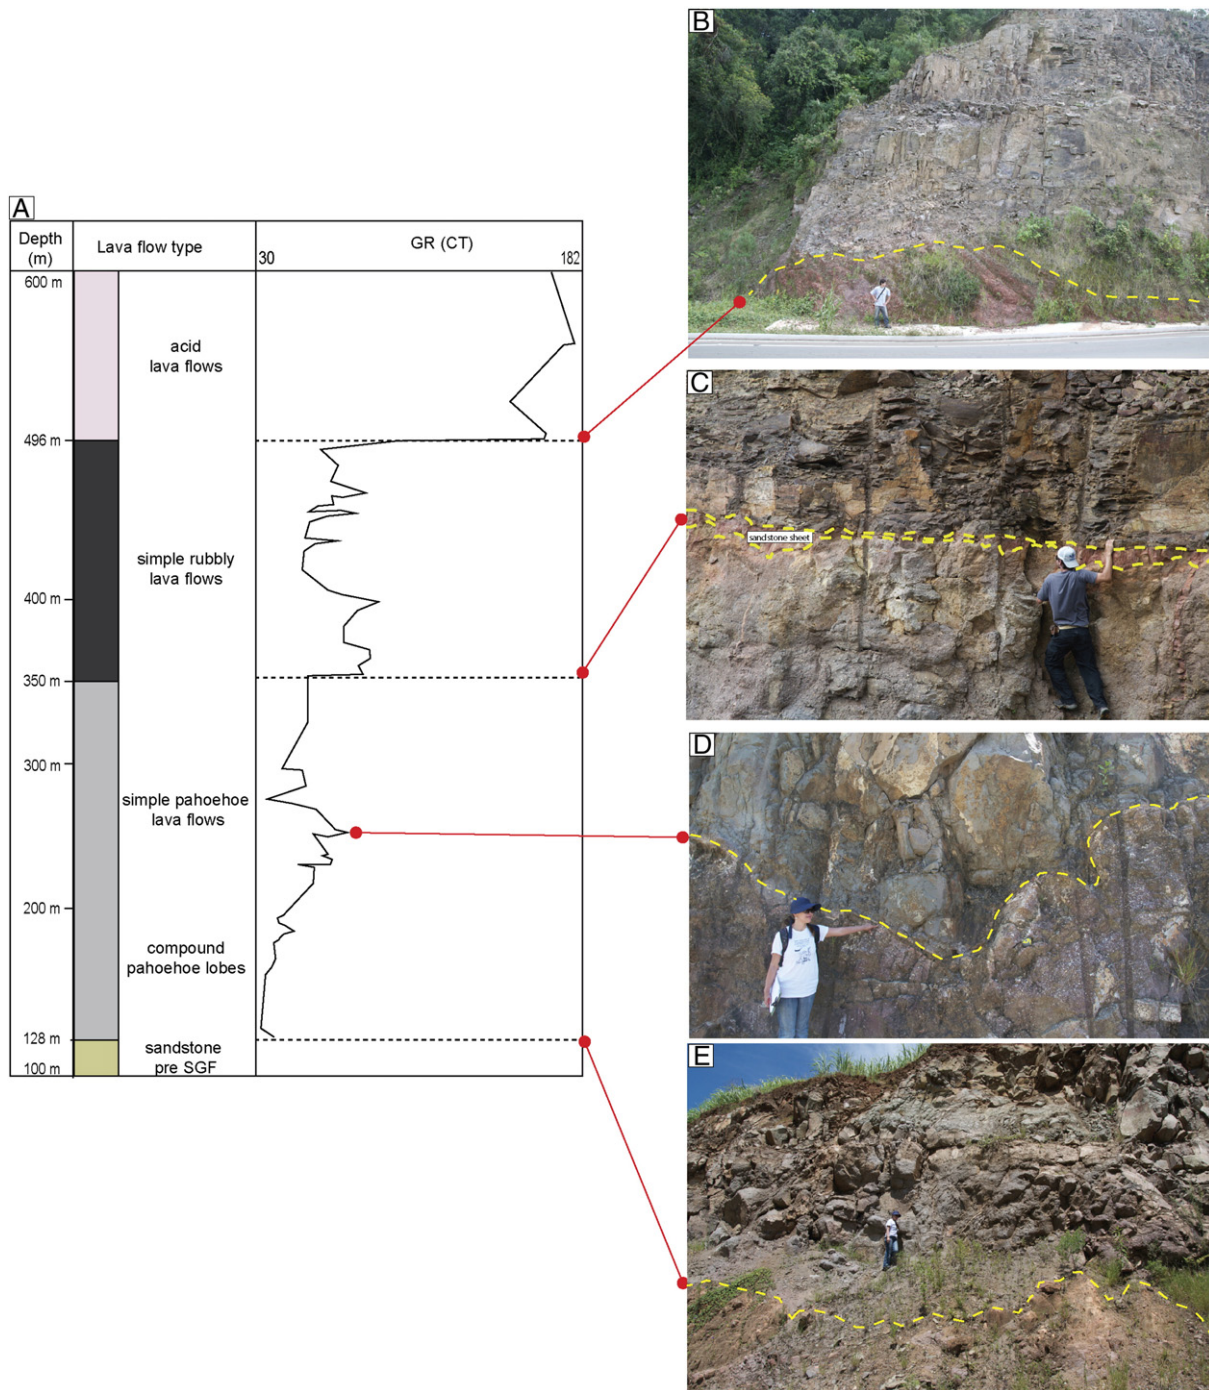 A
Depth
(m)
Lava flow type
GR (CT)
30
182
600 m
acid
lava flows
496 m
simple rubbly
lava flows
400 m
350 m
300 m
simple pahoehoe
lava flows
200 m
compound
pahoehoe lobes
128 m
sandstone
pre SGF
100 m
B
C
sandstone sheet
D
E